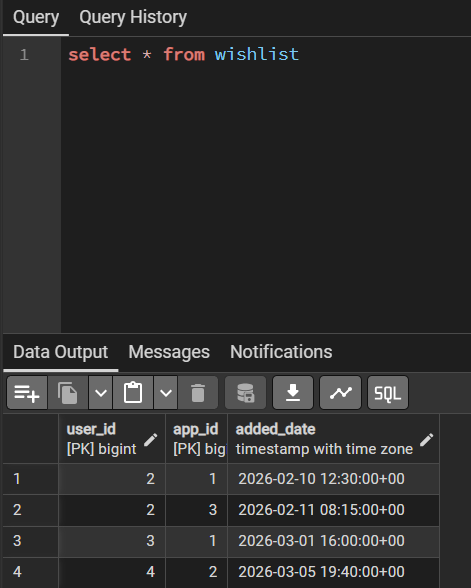 Query Query History
1 select * from wishlist
Data Output Messages Notifications
SQL
user_id app_id added_date
[PK] bigint [PK] big timestamp with time zone
1 2 1 2026-02-10 12:30:00+00
2 2 3 2026-02-11 08:15:00+00
3 3 1 2026-03-01 16:00:00+00
4 4 2 2026-03-05 19:40:00+00